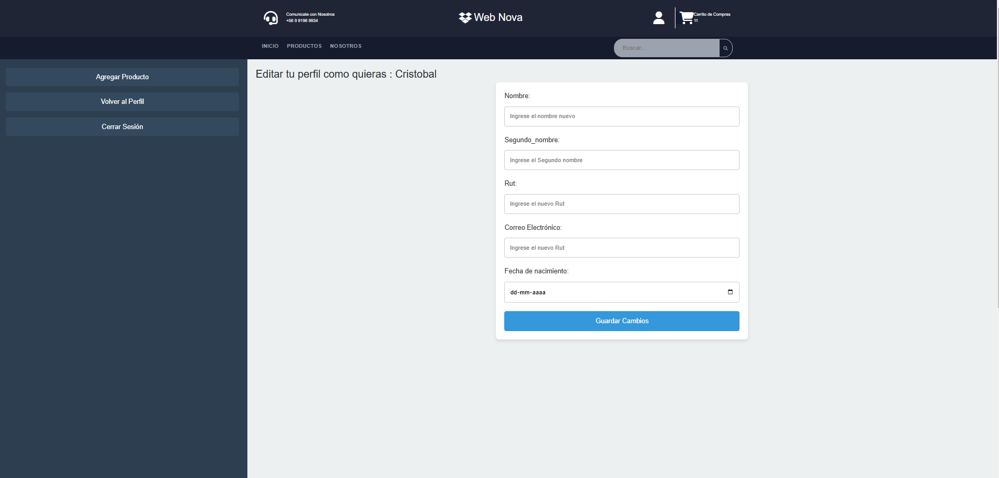 Comunicate con Nosotros
+56 9 9196 9934
Web Nova
Carrito de Compras
11
INICIO PRODUCTOS NOSOTROS
Buscar...
Agregar Producto
Volver al Perfil
Cerrar Sesión
Editar tu perfil como quieras : Cristobal
Nombre:
Ingrese el nombre nuevo
Segundo_nombre:
Ingrese el Segundo nombre
Rut:
Ingrese el nuevo Rut
Correo Electrónico:
Ingrese el nuevo Rut
Fecha de nacimiento:
dd-mm-aaaa
Guardar Cambios